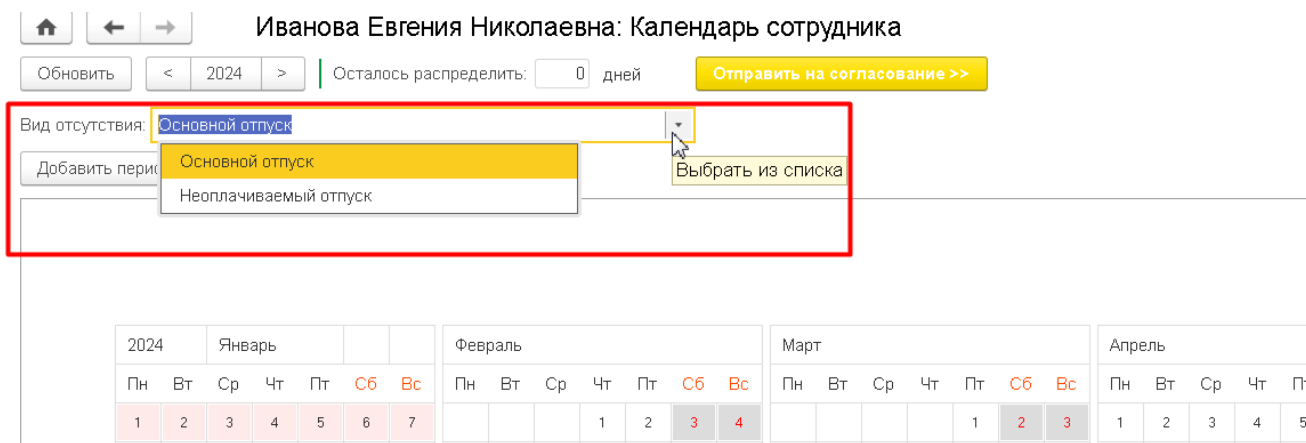 Иванова Евгения Николаевна: Календарь сотрудника
Обновить < 2024 > Осталось распределить: 0 дней Отправить на согласование >>
Вид отсутствия: Основной отпуск
Добавить Основной отпуск Выбрать из списка
Неоплачиваемый отпуск
2024 Январь Февраль Март Апрель
Пн Вт Ср Чт Пт Сб Вс Пн Вт Ср Чт Пт Сб Вс Пн Вт Ср Чт Пт Сб Вс Пн Вт Ср Чт
1 2 3 4 5 6 7 1 2 3 4 1 2 3 1 2 3 4 5